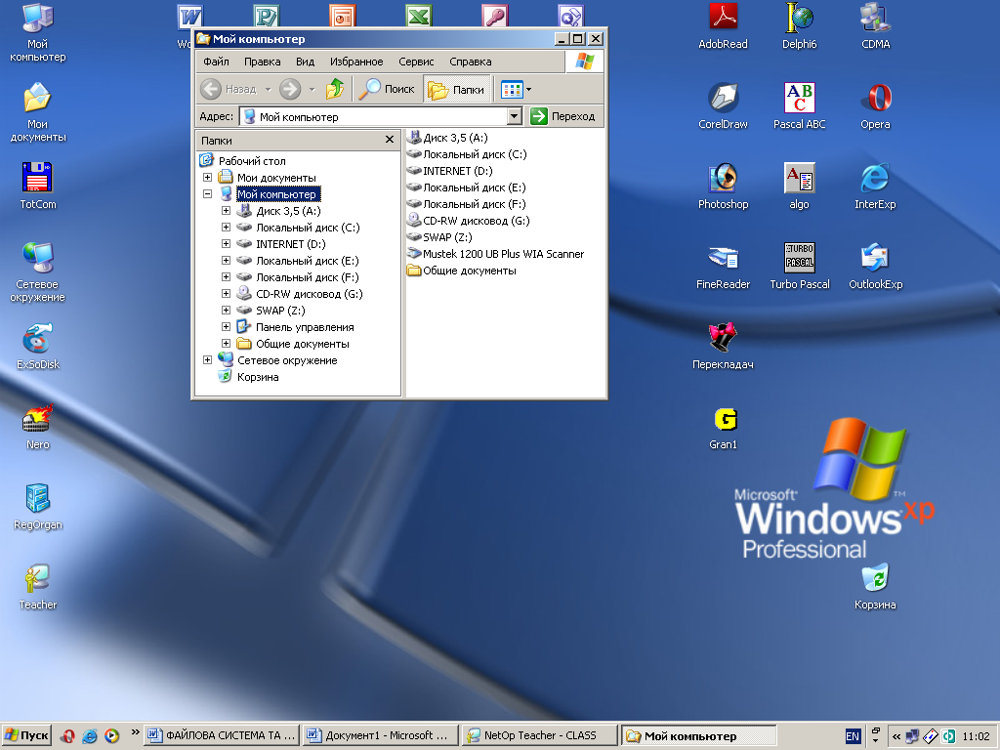 Мой компьютер
Мои документы
TotCom
Сетевое окружение
ExSoDisk
Nero
RegOrgan
Teacher
Мой компьютер
Файл Правка Вид Избранное Сервис Справка
Назад Поиск Папки
Адрес: Мой компьютер Переход
Папки
Рабочий стол
Мои документы
Мой компьютер
Диск 3,5 (A:)
Локальный диск (C:)
INTERNET (D:)
Локальный диск (E:)
Локальный диск (F:)
CD-RW дисковод (G:)
SWAP (Z:)
Панель управления
Общие документы
Сетевое окружение
Корзина
Диск 3,5 (A:)
Локальный диск (C:)
INTERNET (D:)
Локальный диск (E:)
Локальный диск (F:)
CD-RW дисковод (G:)
SWAP (Z:)
Mustek 1200 UB Plus WIA Scanner
Общие документы
AdobRead Delphi6 CDMA
ABC
CorelDraw Pascal ABC Opera
Photoshop algo InterExp
TURBO PASCAL
FineReader Turbo Pascal OutlookExp
Перекладач
G
Gran1
Microsoft
Windows xp
Professional
Корзина
Пуск ФАЙЛОВА СИСТЕМА ТА ... Документ1 - Microsoft ... NetOp Teacher - CLASS Мой компьютер EN 11:02